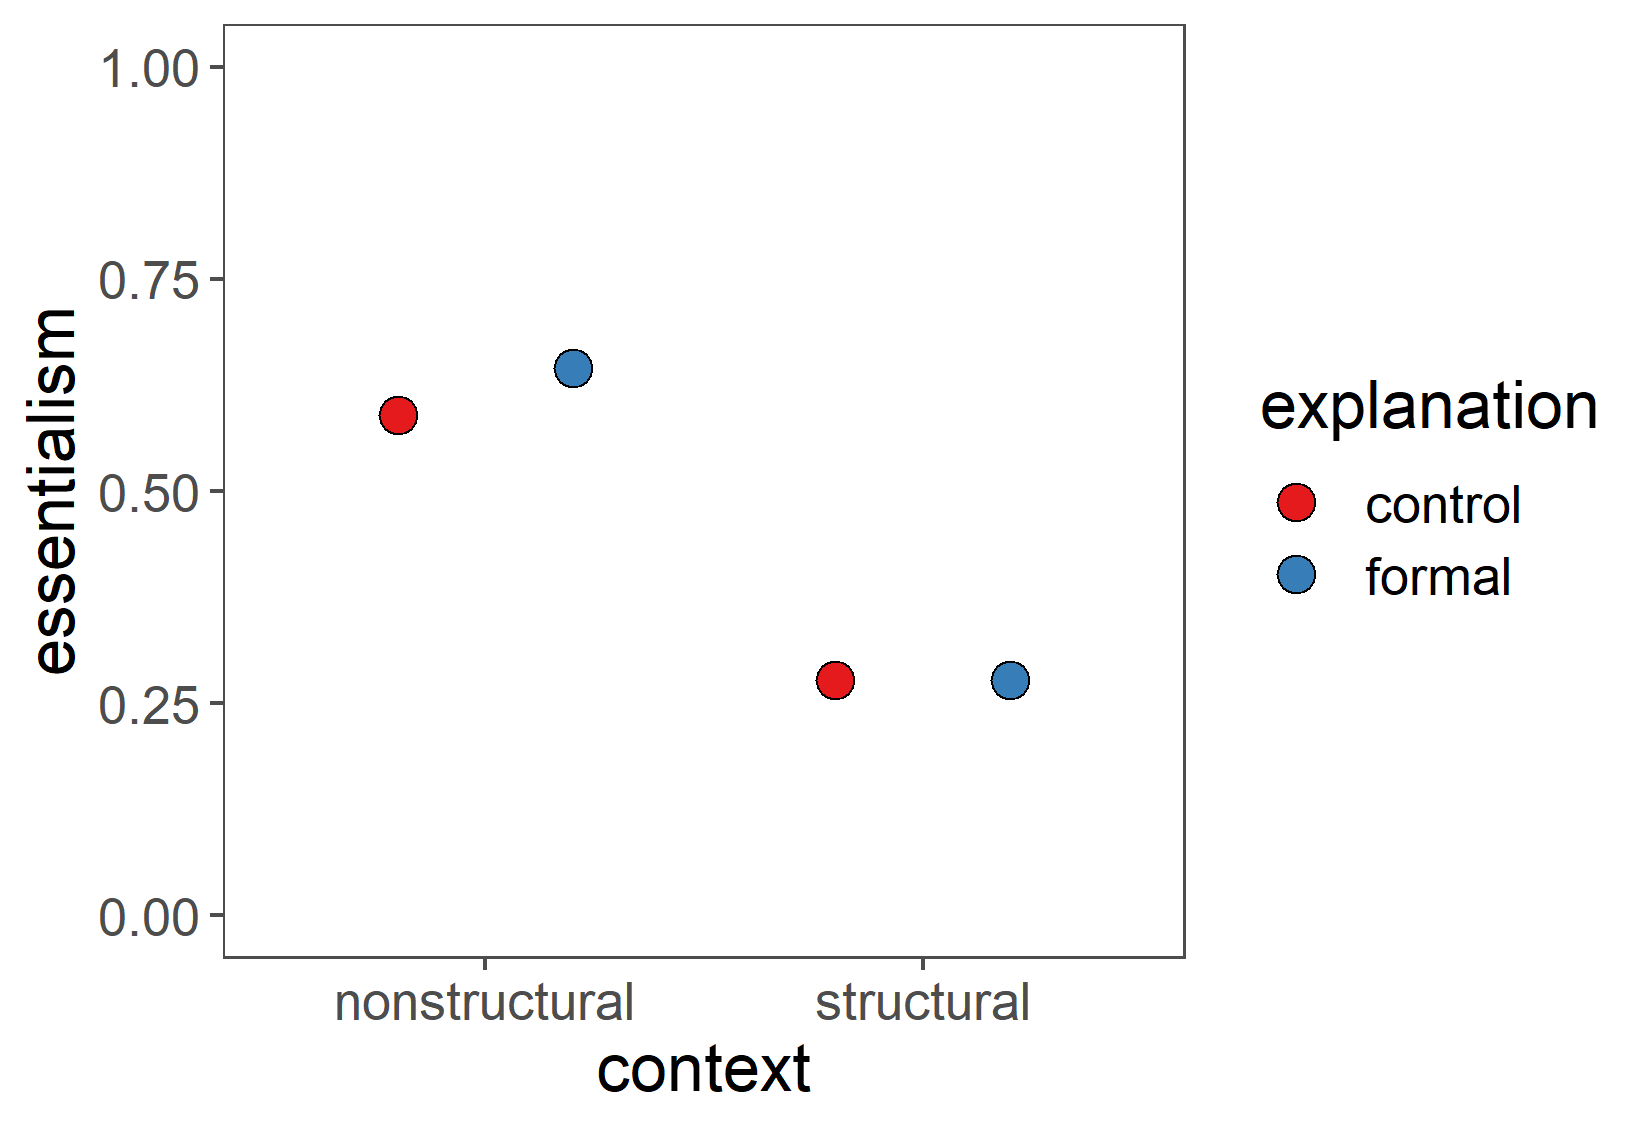 1.00
0.75
0.50
0.25
0.00
essentialism
nonstructural
structural
context
explanation
control
formal